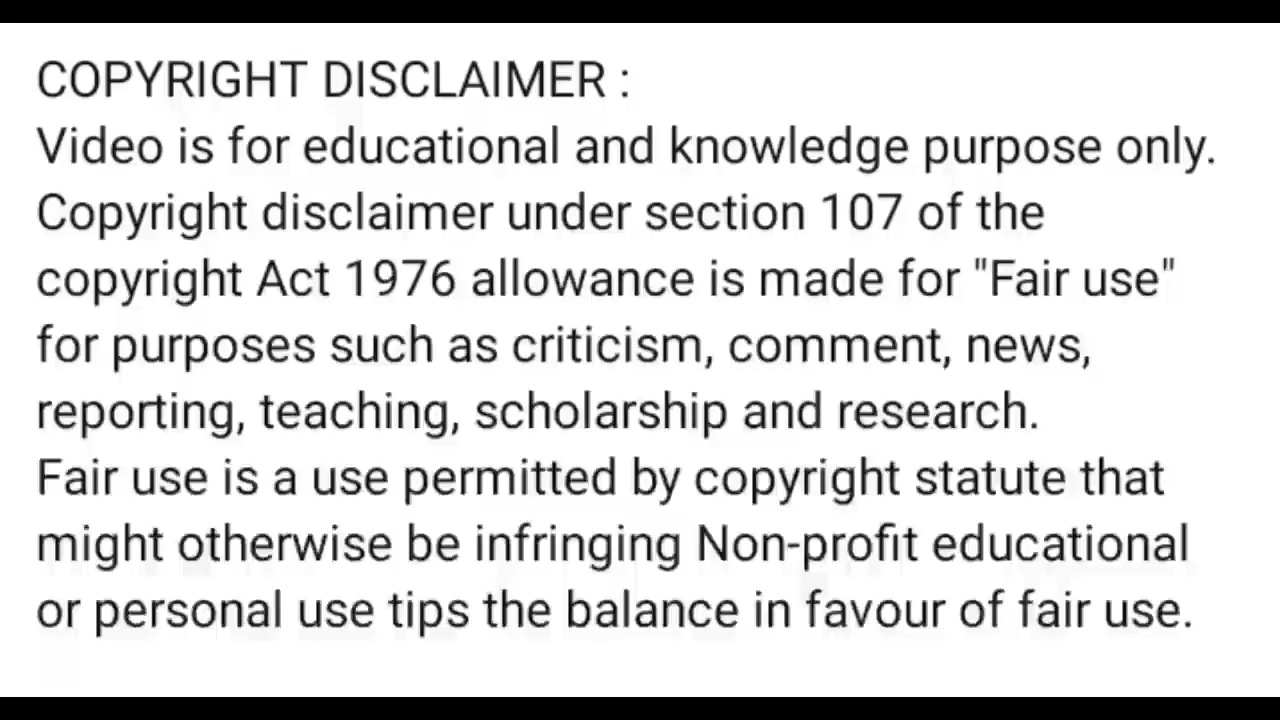 COPYRIGHT DISCLAIMER :
Video is for educational and knowledge purpose only.
Copyright disclaimer under section 107 of the
copyright Act 1976 allowance is made for "Fair use"
for purposes such as criticism, comment, news,
reporting, teaching, scholarship and research.
Fair use is a use permitted by copyright statute that
might otherwise be infringing Non-profit educational
or personal use tips the balance in favour of fair use.